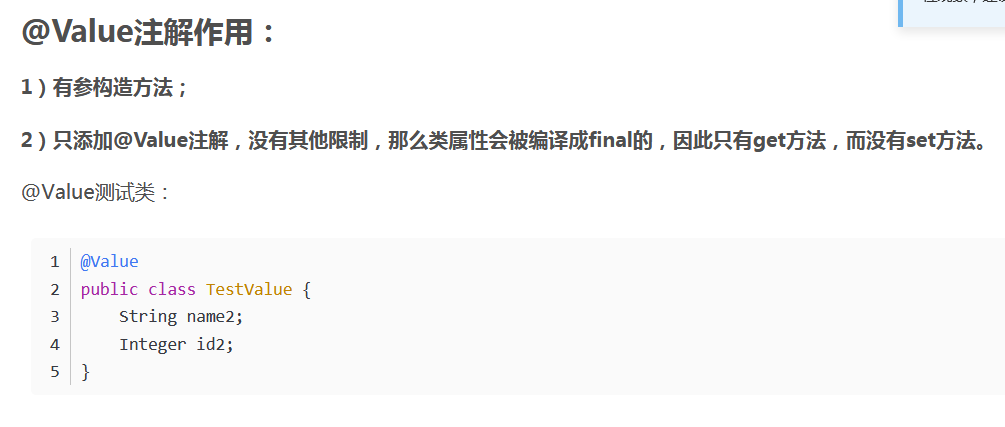 @Value注解作用：
1）有参构造方法；
2）只添加@Value注解，没有其他限制，那么类属性会被编译成final的，因此只有get方法，而没有set方法。
@Value测试类：
1 @Value
2 public class TestValue {
3     String name2;
4     Integer id2;
5 }